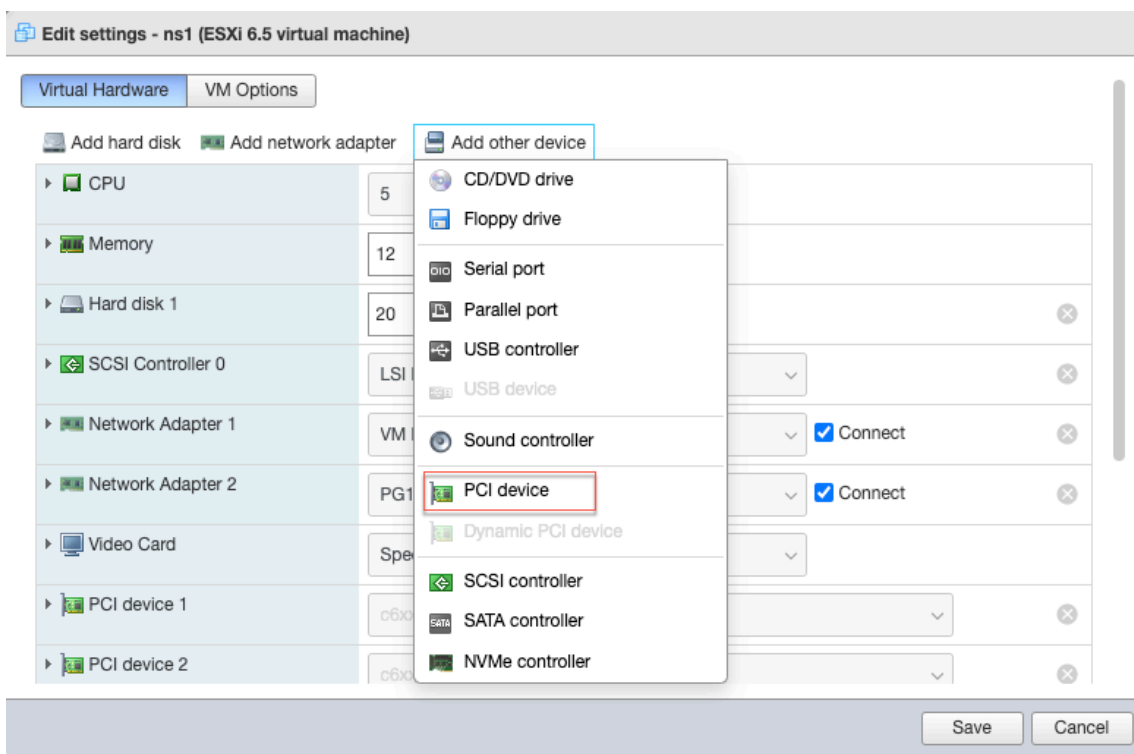 Edit settings - ns1 (ESXi 6.5 virtual machine)
Virtual Hardware VM Options
Add hard disk Add network adapter Add other device
CPU 5
Memory 12
Hard disk 1 20
SCSI Controller 0 LSI
Network Adapter 1 VM Connect
Network Adapter 2 PG1 Connect
Video Card Spe
PCI device 1 c6x
PCI device 2 c6x
CD/DVD drive
Floppy drive
Serial port
Parallel port
USB controller
USB device
Sound controller
PCI device
Dynamic PCI device
SCSI controller
SATA controller
NVMe controller
Save Cancel